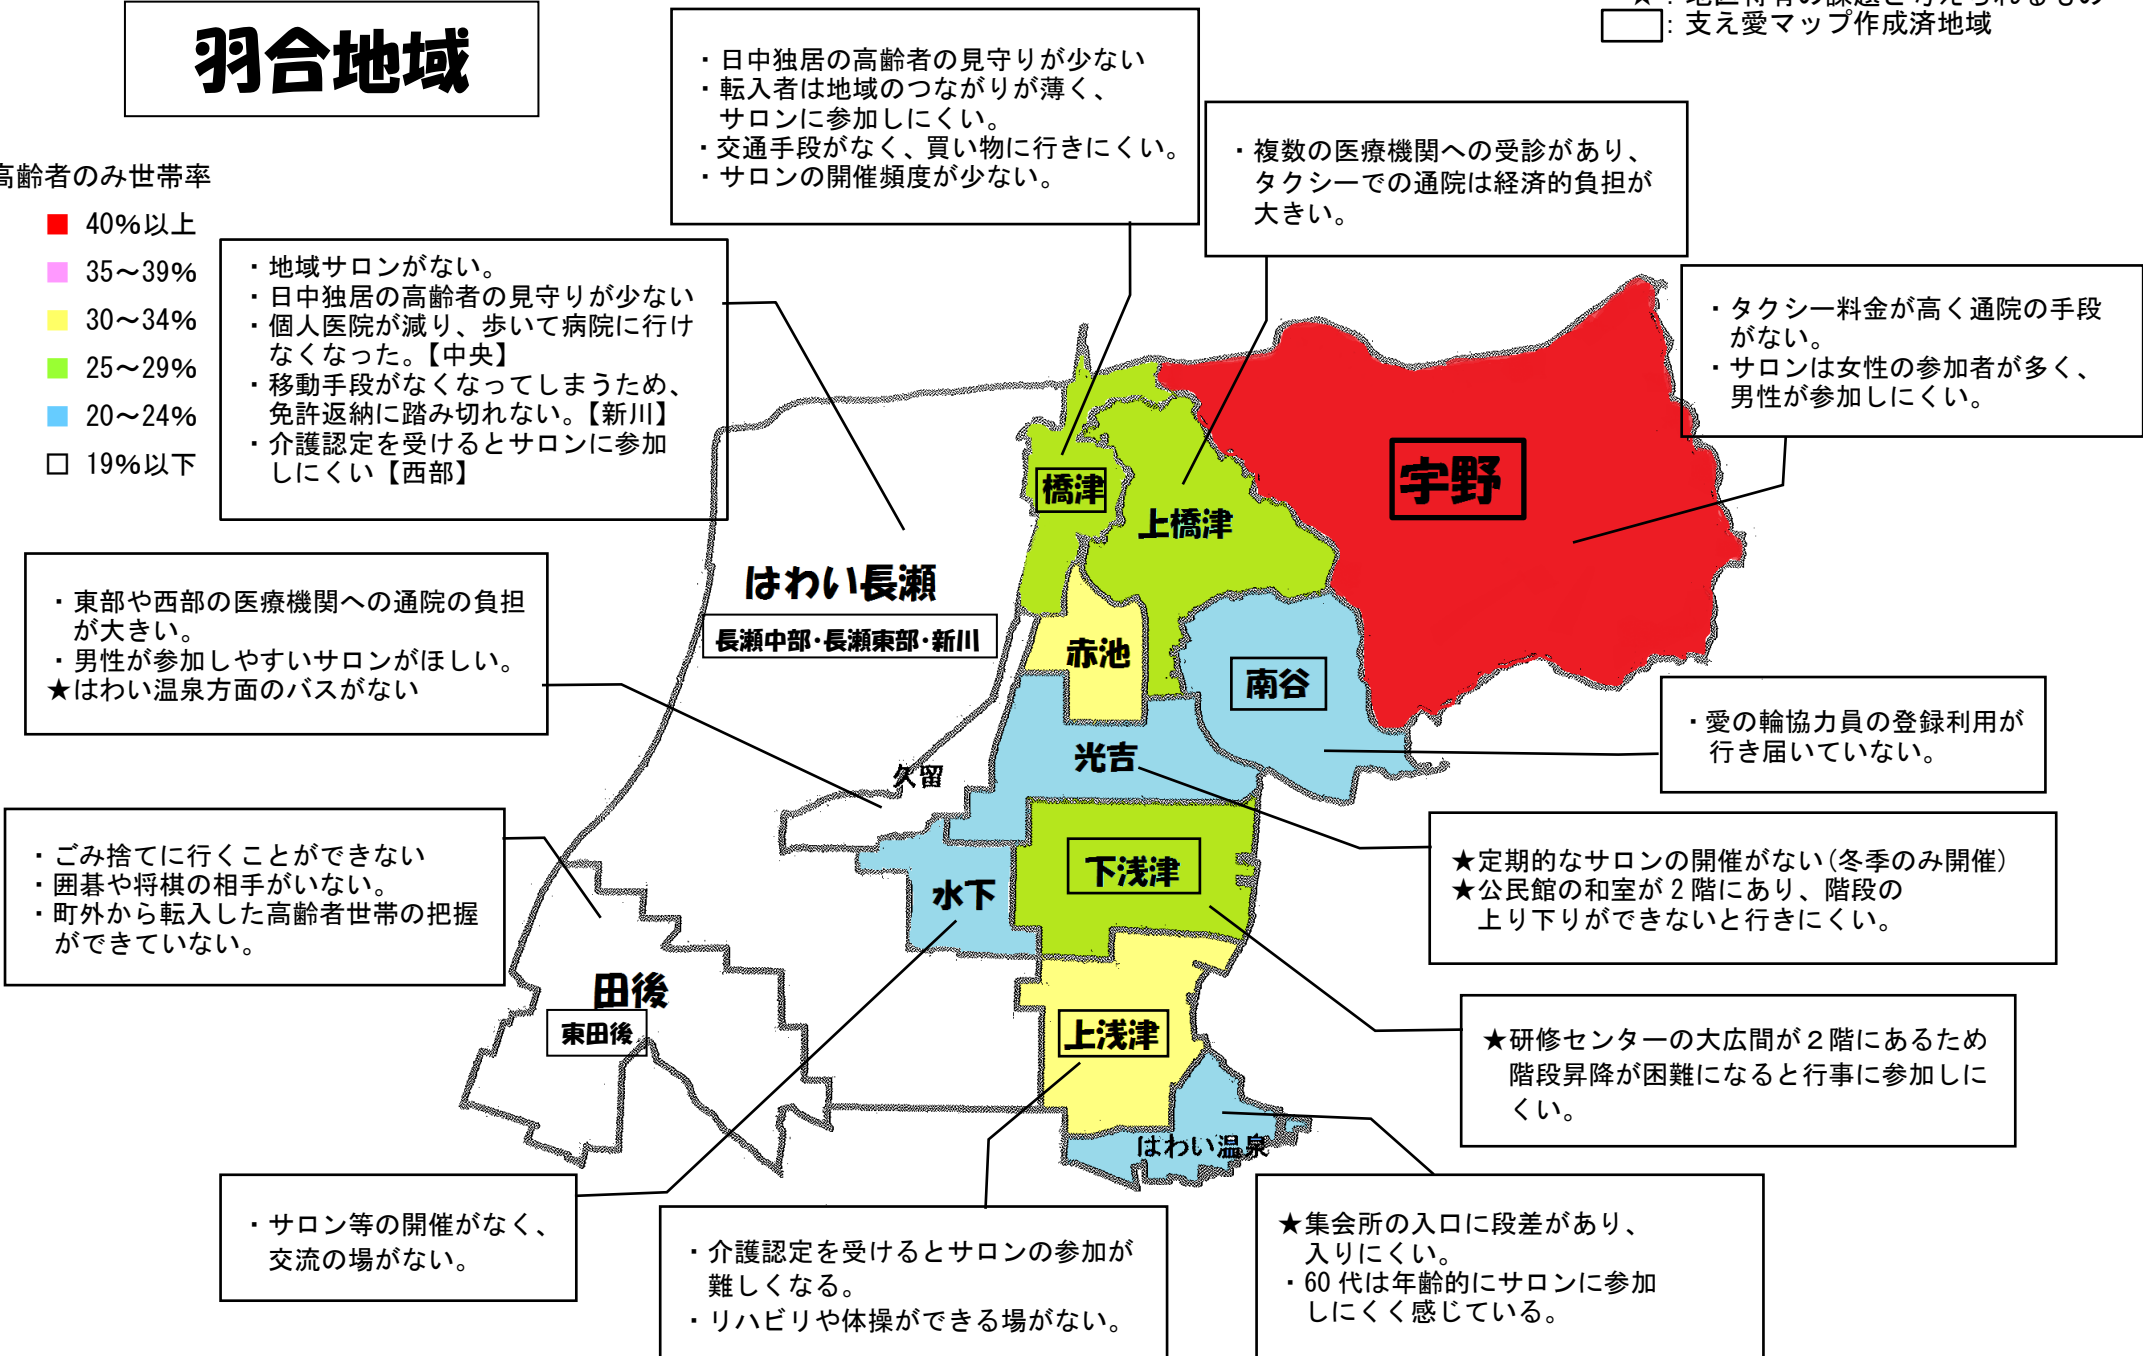 羽合地域
：地区特有の課題と考えられるもの
：支え愛マップ作成済地域
高齢者のみ世帯率
40%以上
35～39%
30～34%
25～29%
20～24%
19%以下
・日中独居の高齢者の見守りが少ない
・転入者は地域のつながりが薄く、
サロンに参加しにくい。
・交通手段がなく、買い物に行きにくい。
・サロンの開催頻度が少ない。
・複数の医療機関への受診があり、
タクシーでの通院は経済的負担が
大きい。
・地域サロンがない。
・日中独居の高齢者の見守りが少ない
・個人医院が減り、歩いて病院に行け
なくなった。【中央】
・移動手段がなくなってしまうため、
免許返納に踏み切れない。【新川】
・介護認定を受けるとサロンに参加
しにくい【西部】
・タクシー料金が高く通院の手段
がない。
・サロンは女性の参加者が多く、
男性が参加しにくい。
宇野
橋津
上橋津
はわい長瀬
長瀬中部・長瀬東部・新川
赤池
南谷
・東部や西部の医療機関への通院の負担
が大きい。
・男性が参加しやすいサロンがほしい。
★はわい温泉方面のバスがない
・愛の輪協力員の登録利用が
行き届いていない。
光吉
久留
・ごみ捨てに行くことができない
・囲碁や将棋の相手がいない。
・町外から転入した高齢者世帯の把握
ができていない。
下浅津
水下
★定期的なサロンの開催がない(冬季のみ開催)
★公民館の和室が2階にあり、階段の
上り下りができないと行きにくい。
田後
東田後
上浅津
★研修センターの大広間が2階にあるため
階段昇降が困難になると行事に参加しに
くい。
はわい温泉
・サロン等の開催がなく、
交流の場がない。
・介護認定を受けるとサロンの参加が
難しくなる。
・リハビリや体操ができる場がない。
★集会所の入口に段差があり、
入りにくい。
・60代は年齢的にサロンに参加
しにくく感じている。